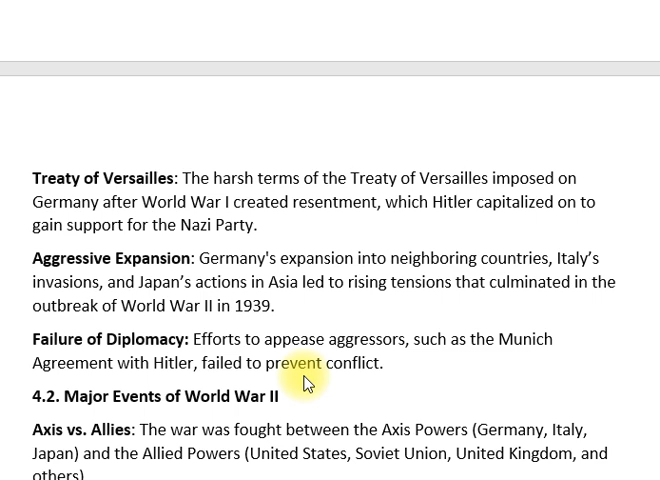 Treaty of Versailles: The harsh terms of the Treaty of Versailles imposed on
Germany after World War I created resentment, which Hitler capitalized on to
gain support for the Nazi Party.
Aggressive Expansion: Germany's expansion into neighboring countries, Italy’s
invasions, and Japan’s actions in Asia led to rising tensions that culminated in the
outbreak of World War II in 1939.
Failure of Diplomacy: Efforts to appease aggressors, such as the Munich
Agreement with Hitler, failed to prevent conflict.
4.2. Major Events of World War II
Axis vs. Allies: The war was fought between the Axis Powers (Germany, Italy,
Japan) and the Allied Powers (United States, Soviet Union, United Kingdom, and
others)